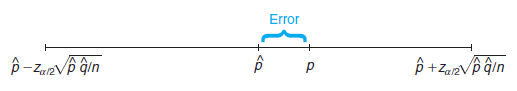 Error
p̂ −z_{α/2}√p̂ q̂/n
p̂
p
p̂ +z_{α/2}√p̂ q̂/n